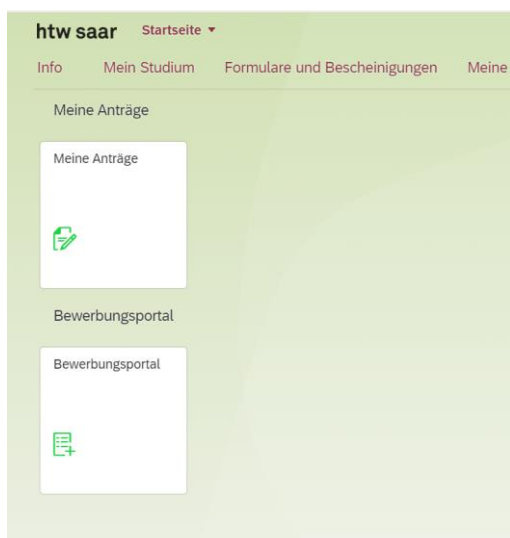 htw saar Startseite
Info Mein Studium Formulare und Bescheinigungen Meine
Meine Anträge
Meine Anträge
Bewerbungsportal
Bewerbungsportal